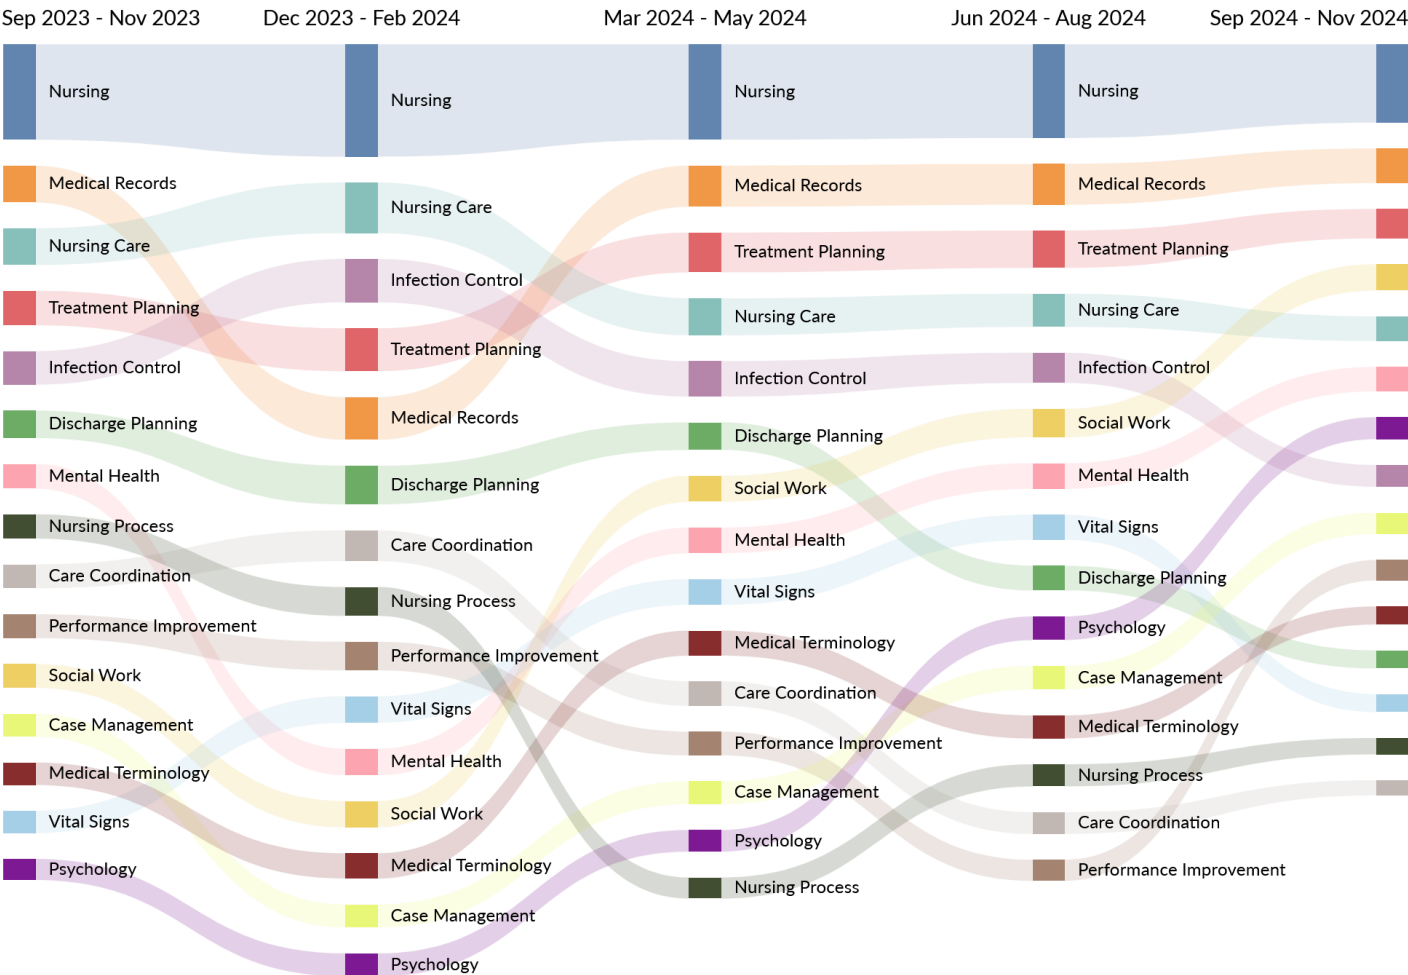 Sep 2023 - Nov 2023
Dec 2023 - Feb 2024
Mar 2024 - May 2024
Jun 2024 - Aug 2024
Sep 2024 - Nov 2024
Nursing
Medical Records
Nursing Care
Treatment Planning
Infection Control
Discharge Planning
Mental Health
Nursing Process
Care Coordination
Performance Improvement
Social Work
Case Management
Medical Terminology
Vital Signs
Psychology
Nursing
Nursing Care
Infection Control
Treatment Planning
Medical Records
Discharge Planning
Care Coordination
Nursing Process
Performance Improvement
Vital Signs
Mental Health
Social Work
Medical Terminology
Case Management
Psychology
Nursing
Medical Records
Treatment Planning
Nursing Care
Infection Control
Discharge Planning
Social Work
Mental Health
Vital Signs
Medical Terminology
Care Coordination
Performance Improvement
Case Management
Psychology
Nursing Process
Nursing
Medical Records
Treatment Planning
Nursing Care
Infection Control
Social Work
Mental Health
Vital Signs
Discharge Planning
Psychology
Case Management
Medical Terminology
Nursing Process
Care Coordination
Performance Improvement